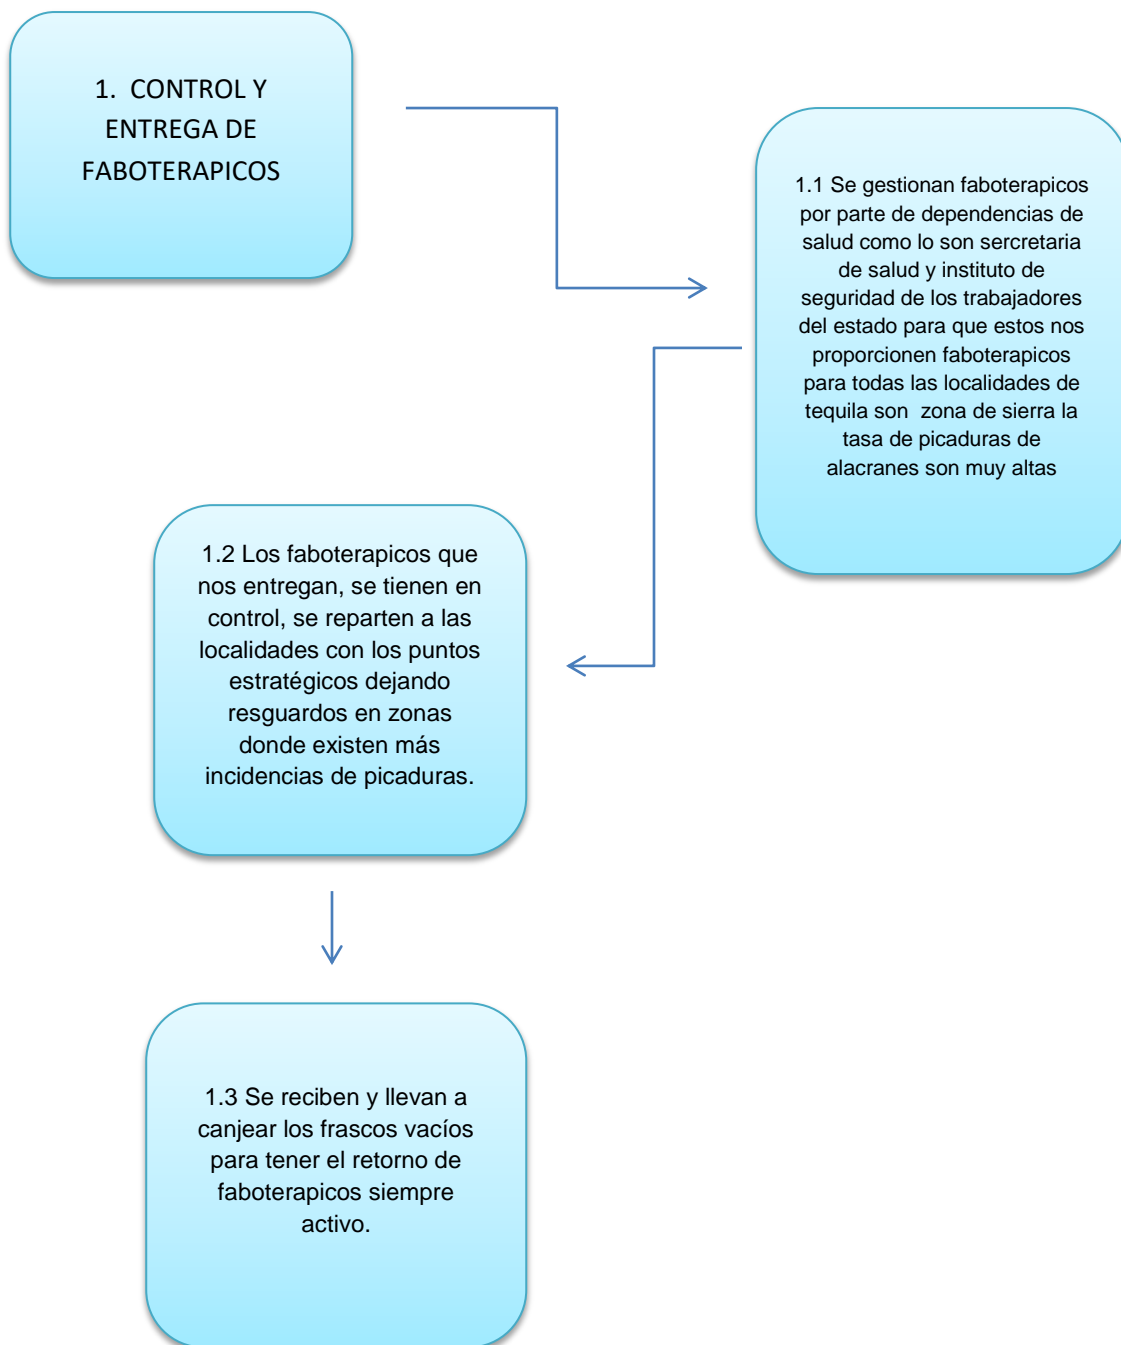 1. CONTROL Y
ENTREGA DE
FABOTERAPICOS
1.1 Se gestionan faboterapicos
por parte de dependencias de
salud como lo son sercretaria
de salud y instituto de
seguridad de los trabajadores
del estado para que estos nos
proporcionen faboterapicos
para todas las localidades de
tequila son zona de sierra la
tasa de picaduras de
alacranes son muy altas
1.2 Los faboterapicos que
nos entregan, se tienen en
control, se reparten a las
localidades con los puntos
estratégicos dejando
resguardos en zonas
donde existen más
incidencias de picaduras.
1.3 Se reciben y llevan a
canjear los frascos vacíos
para tener el retorno de
faboterapicos siempre
activo.